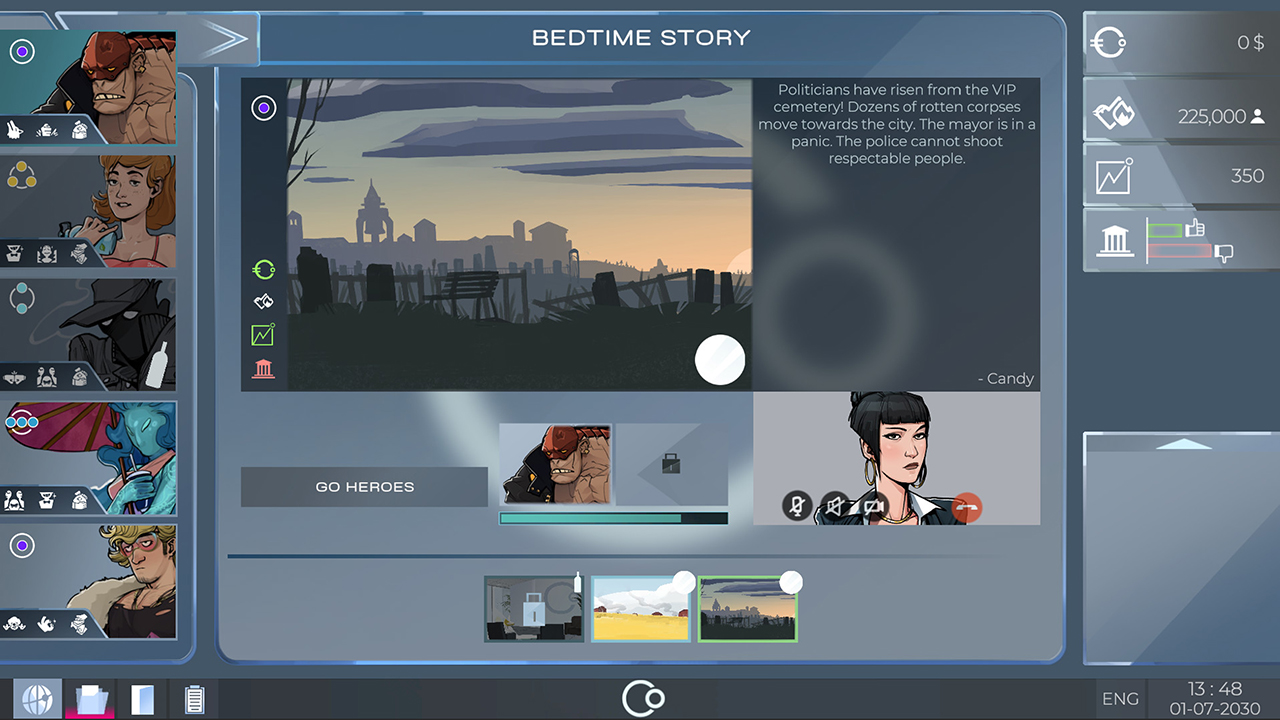 BEDTIME STORY
Politicians have risen from the VIP
cemetery! Dozens of rotten corpses
move towards the city. The mayor is in a
panic. The police cannot shoot
respectable people.
- Candy
0 $
225,000
350
GO HEROES
ENG
13 : 48
01-07-2030